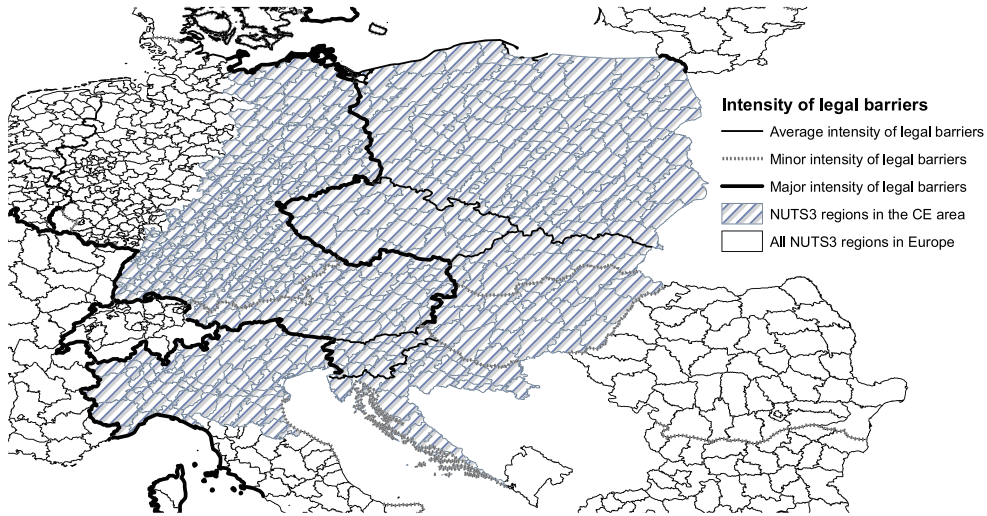 Intensity of legal barriers
Average intensity of legal barriers
Minor intensity of legal barriers
Major intensity of legal barriers
NUTS3 regions in the CE area
All NUTS3 regions in Europe